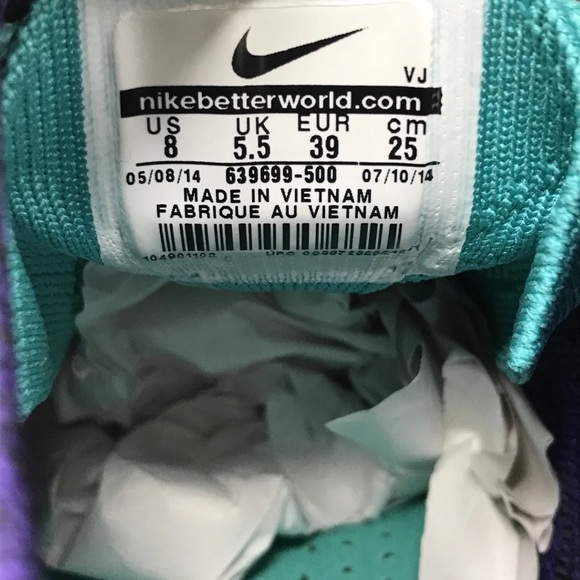 VJ
nikebetterworld.com
US UK EUR cm
8 5.5 39 25
05/08/14 639699-500 07/10/14
MADE IN VIETNAM
FABRIQUE AU VIETNAM
UPC